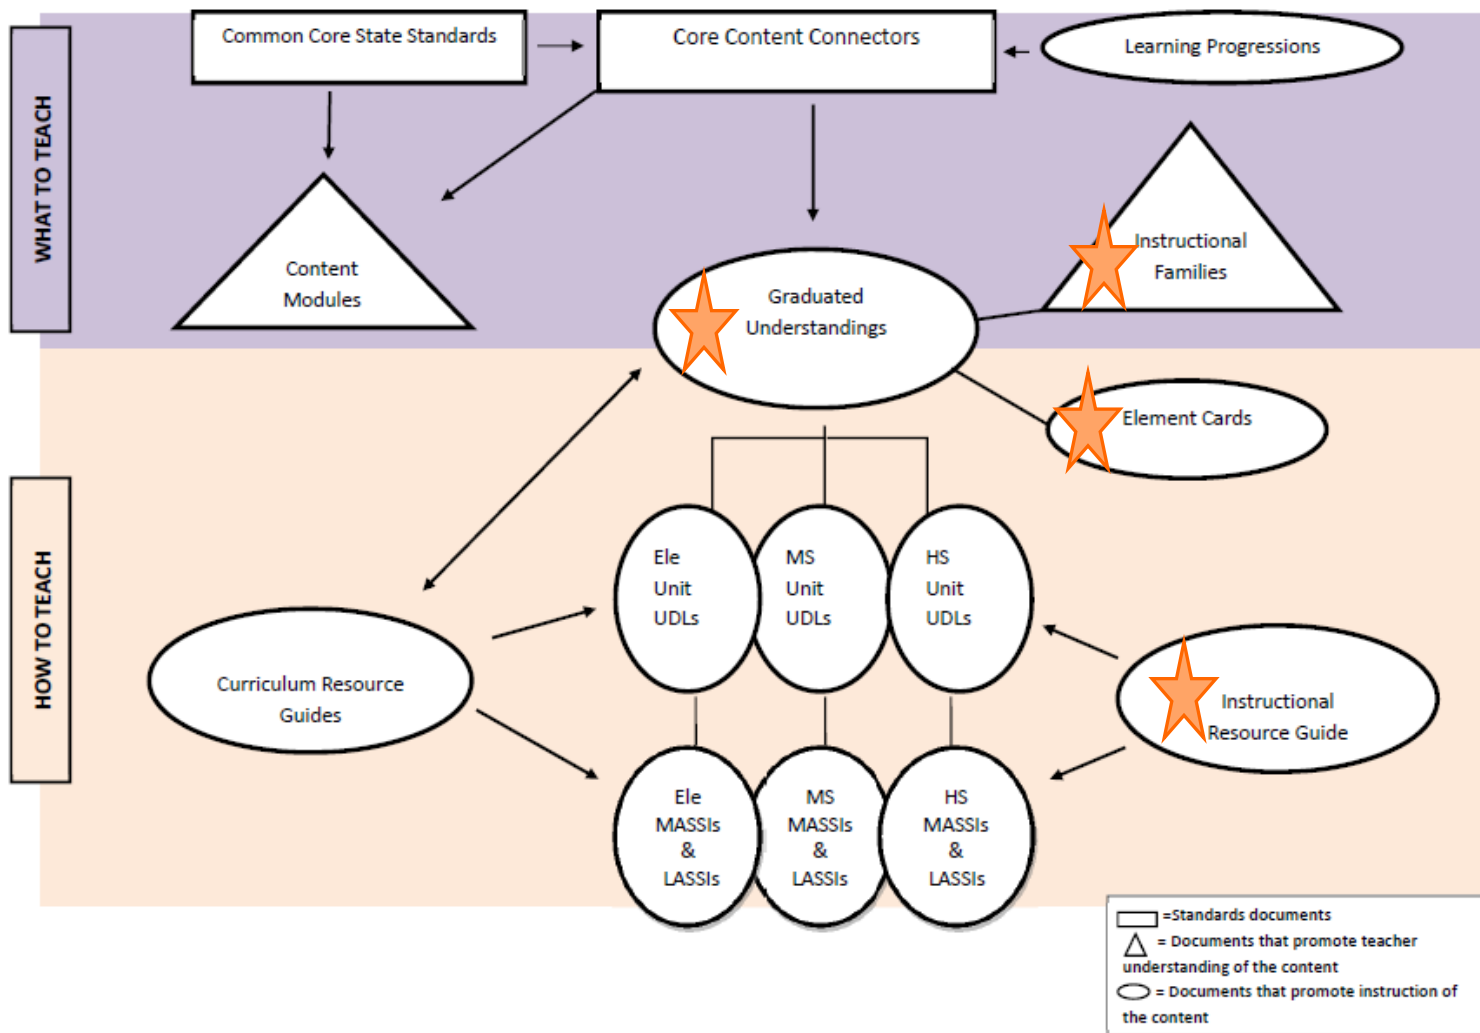 WHAT TO TEACH
Common Core State Standards
Core Content Connectors
Learning Progressions
Content
Modules
Graduated
Understandings
Instructional
Families
Element Cards
HOW TO TEACH
Ele
Unit
UDLs
MS
Unit
UDLs
HS
Unit
UDLs
Curriculum Resource
Guides
Instructional
Resource Guide
Ele
MASSIs
&
LASSIs
MS
MASSIs
&
LASSIs
HS
MASSIs
&
LASSIs
=Standards documents
= Documents that promote teacher
understanding of the content
= Documents that promote instruction of
the content